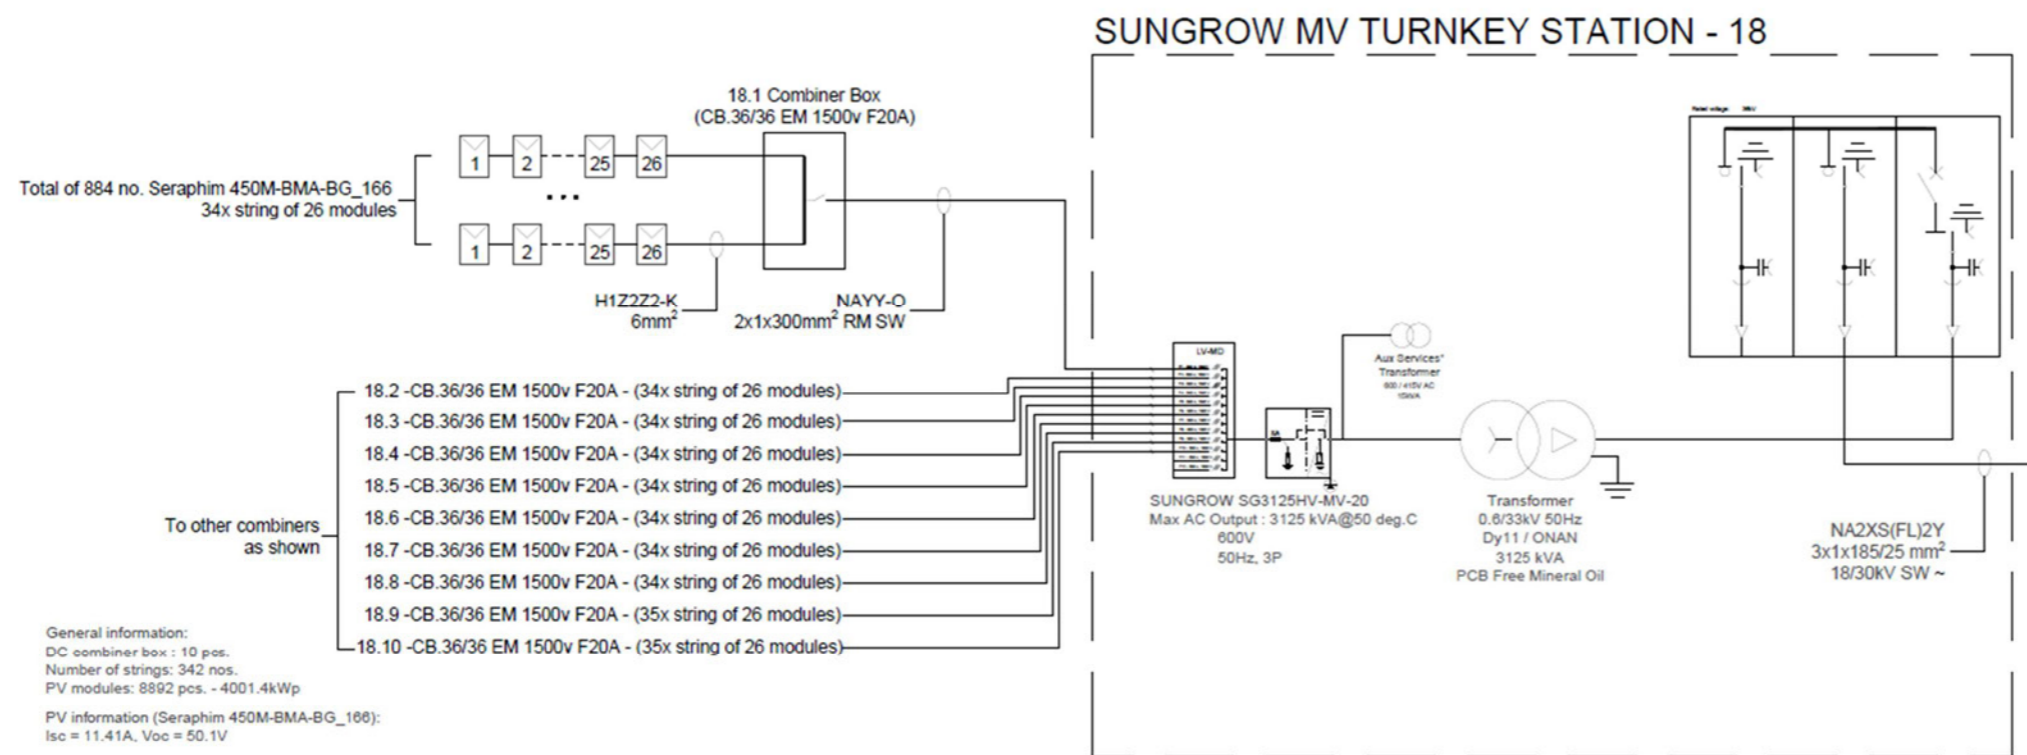 SUNGROW MV TURNKEY STATION - 18
18.1 Combiner Box
(CB.36/36 EM 1500v F20A)
Total of 884 no. Seraphim 450M-BMA-BG_166
34x string of 26 modules
1 2 25 26
...
1 2 25 26
H1Z2Z2-K
6mm²
NAYY-O
2x1x300mm² RM SW
To other combiners
as shown
18.2 -CB.36/36 EM 1500v F20A - (34x string of 26 modules)
18.3 -CB.36/36 EM 1500v F20A - (34x string of 26 modules)
18.4 -CB.36/36 EM 1500v F20A - (34x string of 26 modules)
18.5 -CB.36/36 EM 1500v F20A - (34x string of 26 modules)
18.6 -CB.36/36 EM 1500v F20A - (34x string of 26 modules)
18.7 -CB.36/36 EM 1500v F20A - (34x string of 26 modules)
18.8 -CB.36/36 EM 1500v F20A - (34x string of 26 modules)
18.9 -CB.36/36 EM 1500v F20A - (35x string of 26 modules)
18.10 -CB.36/36 EM 1500v F20A - (35x string of 26 modules)
General information:
DC combiner box : 10 pcs.
Number of strings: 342 nos.
PV modules: 8892 pcs. - 4001.4kWp
PV information (Seraphim 450M-BMA-BG_166):
Isc = 11.41A, Voc = 50.1V
LV-MD
SUNGROW SG3125HV-MV-20
Max AC Output : 3125 kVA@50 deg.C
600V
50Hz, 3P
Aux Services'
Transformer
600 / 415V AC
Transformer
0.6/33kV 50Hz
Dy11 / ONAN
3125 kVA
PCB Free Mineral Oil
Rated voltage:
NA2XS(FL)2Y
3x1x185/25 mm²
18/30kV SW ~